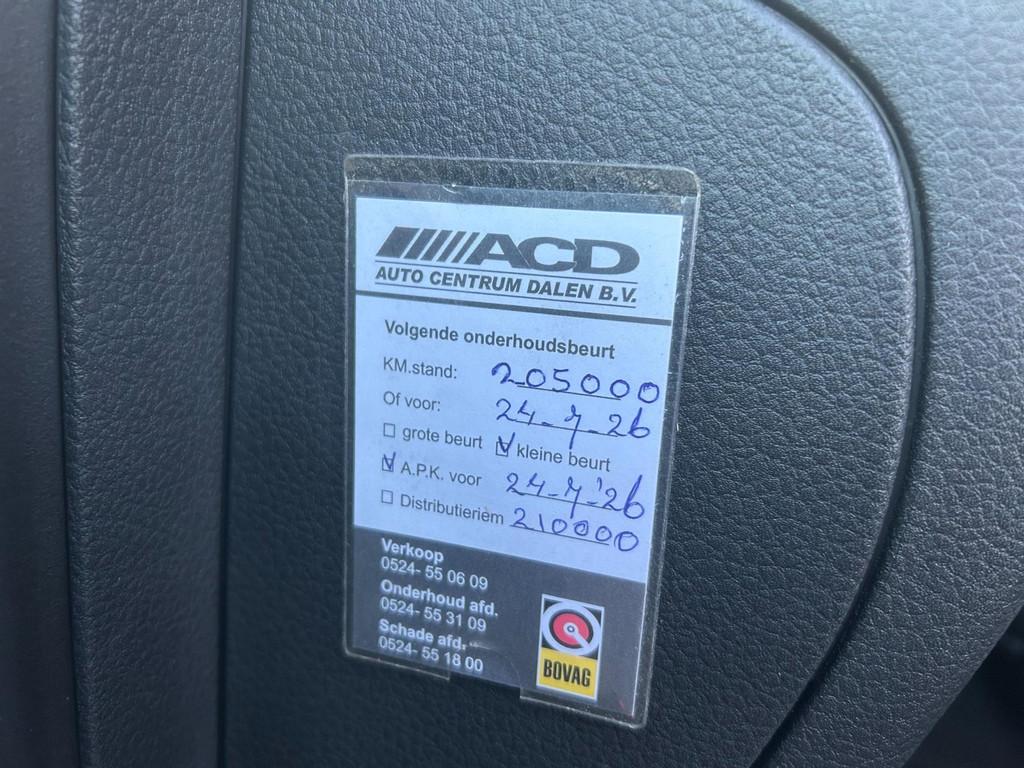 ACD
AUTO CENTRUM DALEN B.V.
Volgende onderhoudsbeurt
KM.stand: 205000
Of voor: 24-7-26
☐ grote beurt ☑ kleine beurt
☑ A.P.K. voor 24-7-'26
☐ Distributieriem 210000
Verkoop
0524- 55 06 09
Onderhoud afd.
0524- 55 31 09
Schade afd.
0524- 55 18 00
BOVAG